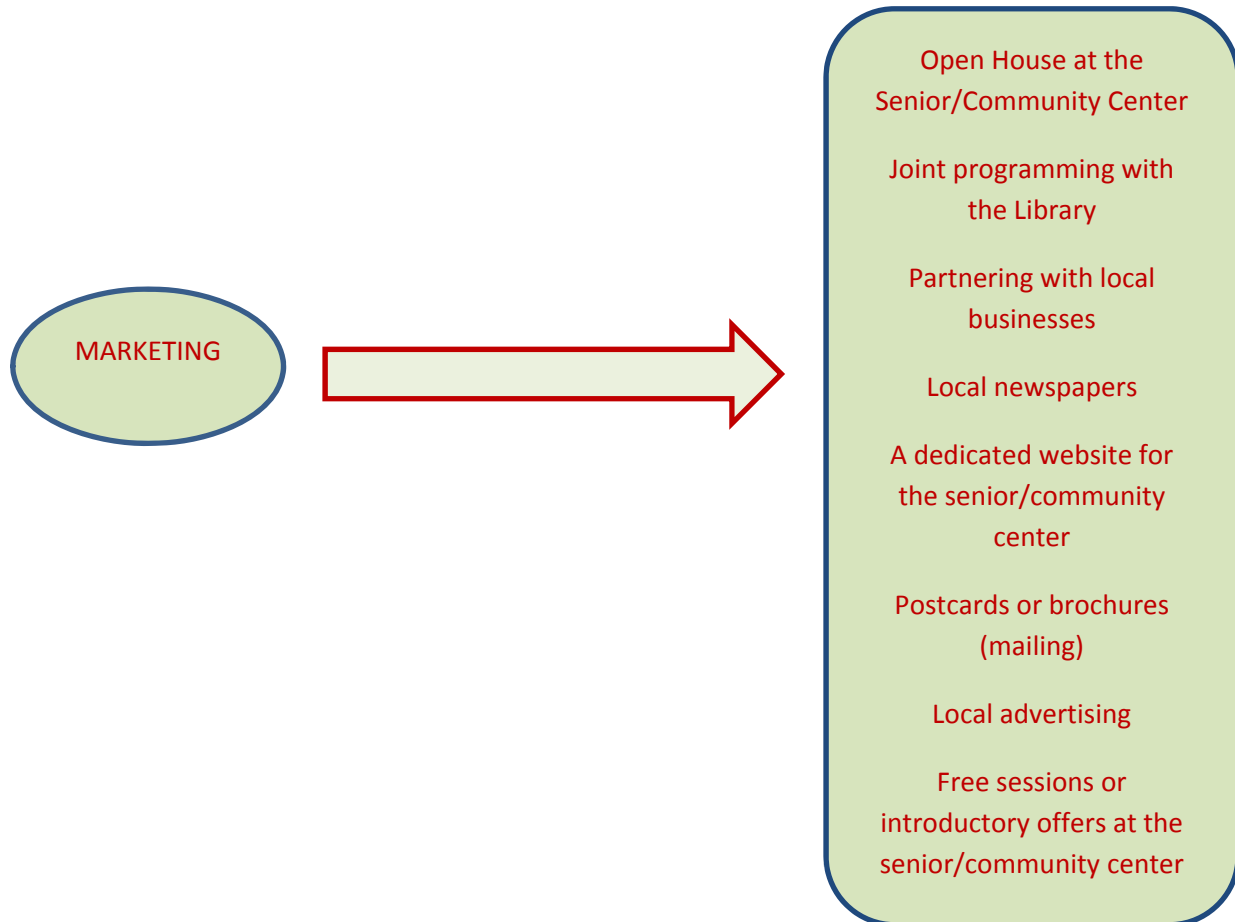 MARKETING
Open House at the
Senior/Community Center
Joint programming with
the Library
Partnering with local
businesses
Local newspapers
A dedicated website for
the senior/community
center
Postcards or brochures
(mailing)
Local advertising
Free sessions or
introductory offers at the
senior/community center